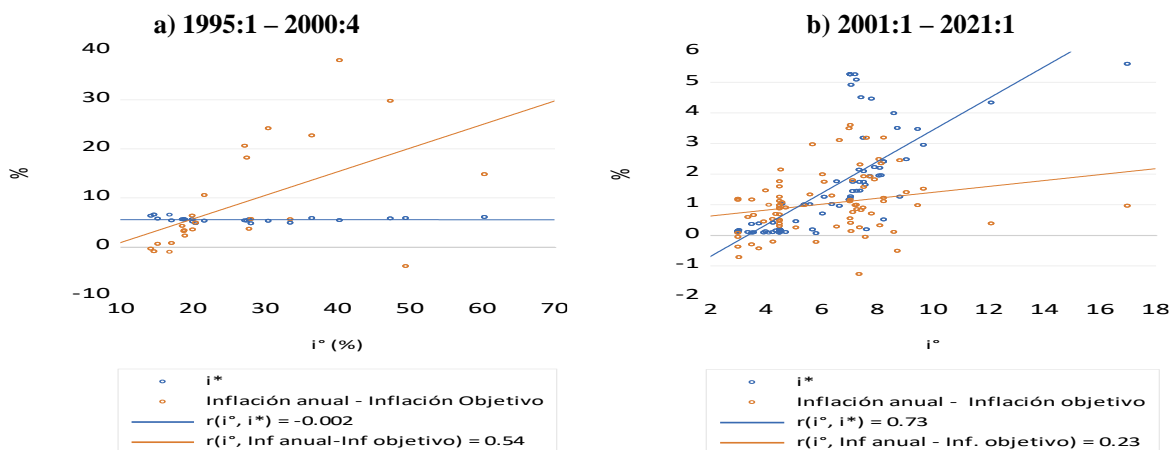 a) 1995:1 – 2000:4
40
30
20
10
0
-10
%
10 20 30 40 50 60 70
i° (%)
i*
Inflación anual - Inflación Objetivo
r(i°, i*) = -0.002
r(i°, Inf anual-Inf objetivo) = 0.54
b) 2001:1 – 2021:1
6
5
4
3
2
1
0
-1
-2
%
2 4 6 8 10 12 14 16 18
i°
i*
Inflación anual - Inflación objetivo
r(i°, i*) = 0.73
r(i°, Inf anual - Inf. objetivo) = 0.23